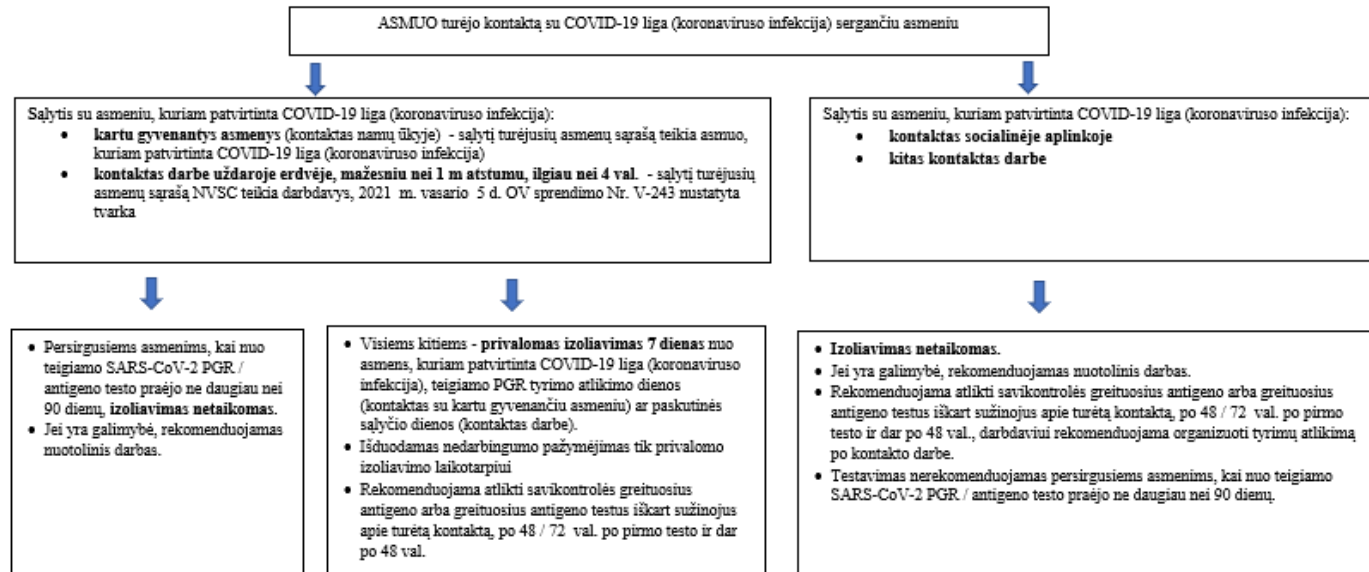 ASMUO turėjo kontaktą su COVID-19 liga (koronaviruso infekcija) sergančiu asmeniu
Sąlytis su asmeniu, kuriam patvirtinta COVID-19 liga (koronaviruso infekcija):
• kartu gyvenantys asmenys (kontaktas namų ūkyje) - sąlytį turėjusių asmenų sąrašą teikia asmuo,
kuriam patvirtinta COVID-19 liga (koronaviruso infekcija)
• kontaktas darbe uždaroje erdvėje, mažesniu nei 1 m atstumu, ilgiau nei 4 val. - sąlytį turėjusių
asmenų sąrašą NVSC teikia darbdavys, 2021 m. vasario 5 d. OV sprendimo Nr. V-243 nustatyta
tvarka
Sąlytis su asmeniu, kuriam patvirtinta COVID-19 liga (koronaviruso infekcija):
• kontaktas socialinėje aplinkoje
• kitas kontaktas darbe
• Persirgusiems asmenims, kai nuo
teigiamo SARS-CoV-2 PGR /
antigeno testo praėjo ne daugiau nei
90 dienų, izoliavimas netaikomas.
• Jei yra galimybė, rekomenduojamas
nuotolinis darbas.
• Visiems kitiems - privalomas izoliavimas 7 dienas nuo
asmens, kuriam patvirtinta COVID-19 liga (koronaviruso
infekcija), teigiamo PGR tyrimo atlikimo dienos
(kontaktas su kartu gyvenančiu asmeniu) ar paskutinės
sąlyčio dienos (kontaktas darbe).
• Išduodamas nedarbingumo pažymėjimas tik privalomo
izoliavimo laikotarpiui
• Rekomenduojama atlikti savikontrolės greituosius
antigeno arba greituosius antigeno testus iškart sužinojus
apie turėtą kontaktą, po 48 / 72 val. po pirmo testo ir dar
po 48 val.
• Izoliavimas netaikomas.
• Jei yra galimybė, rekomenduojamas nuotolinis darbas.
• Rekomenduojama atlikti savikontrolės greituosius antigeno arba greituosius
antigeno testus iškart sužinojus apie turėtą kontaktą, po 48 / 72 val. po pirmo
testo ir dar po 48 val., darbdaviui rekomenduojama organizuoti tyrimų atlikimą
po kontakto darbe.
• Testavimas nerekomenduojamas persirgusiems asmenims, kai nuo teigiamo
SARS-CoV-2 PGR / antigeno testo praėjo ne daugiau nei 90 dienų.